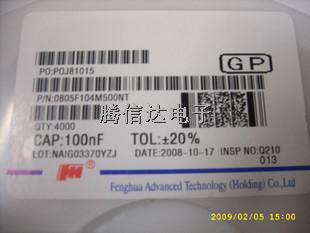 GP
PO:POJ81015
P/N:0805F104M500NT
腾信达电子
QTY:4000
CAP:100nF TOL:±20%
LOT:NAIG03370YZJ DATE:2008-10-17 INSP NO:Q210
013
FH
Fenghua Advanced Technology (Holding) Co., Ltd
2009/02/05 15:00